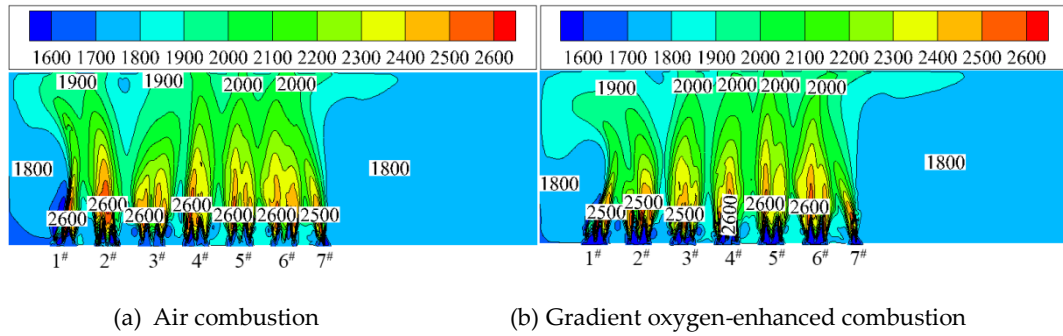 1600 1700 1800 1900 2000 2100 2200 2300 2400 2500 2600
1900 1900 2000 2000
1800 1800
2600 2600 2600 2600 2600 2600 2500
1# 2# 3# 4# 5# 6# 7#
(a) Air combustion
1600 1700 1800 1900 2000 2100 2200 2300 2400 2500 2600
1900 2000 2000 2000 2000
1800 1800
2500 2500 2500 2600 2600 2600
1# 2# 3# 4# 5# 6# 7#
(b) Gradient oxygen-enhanced combustion